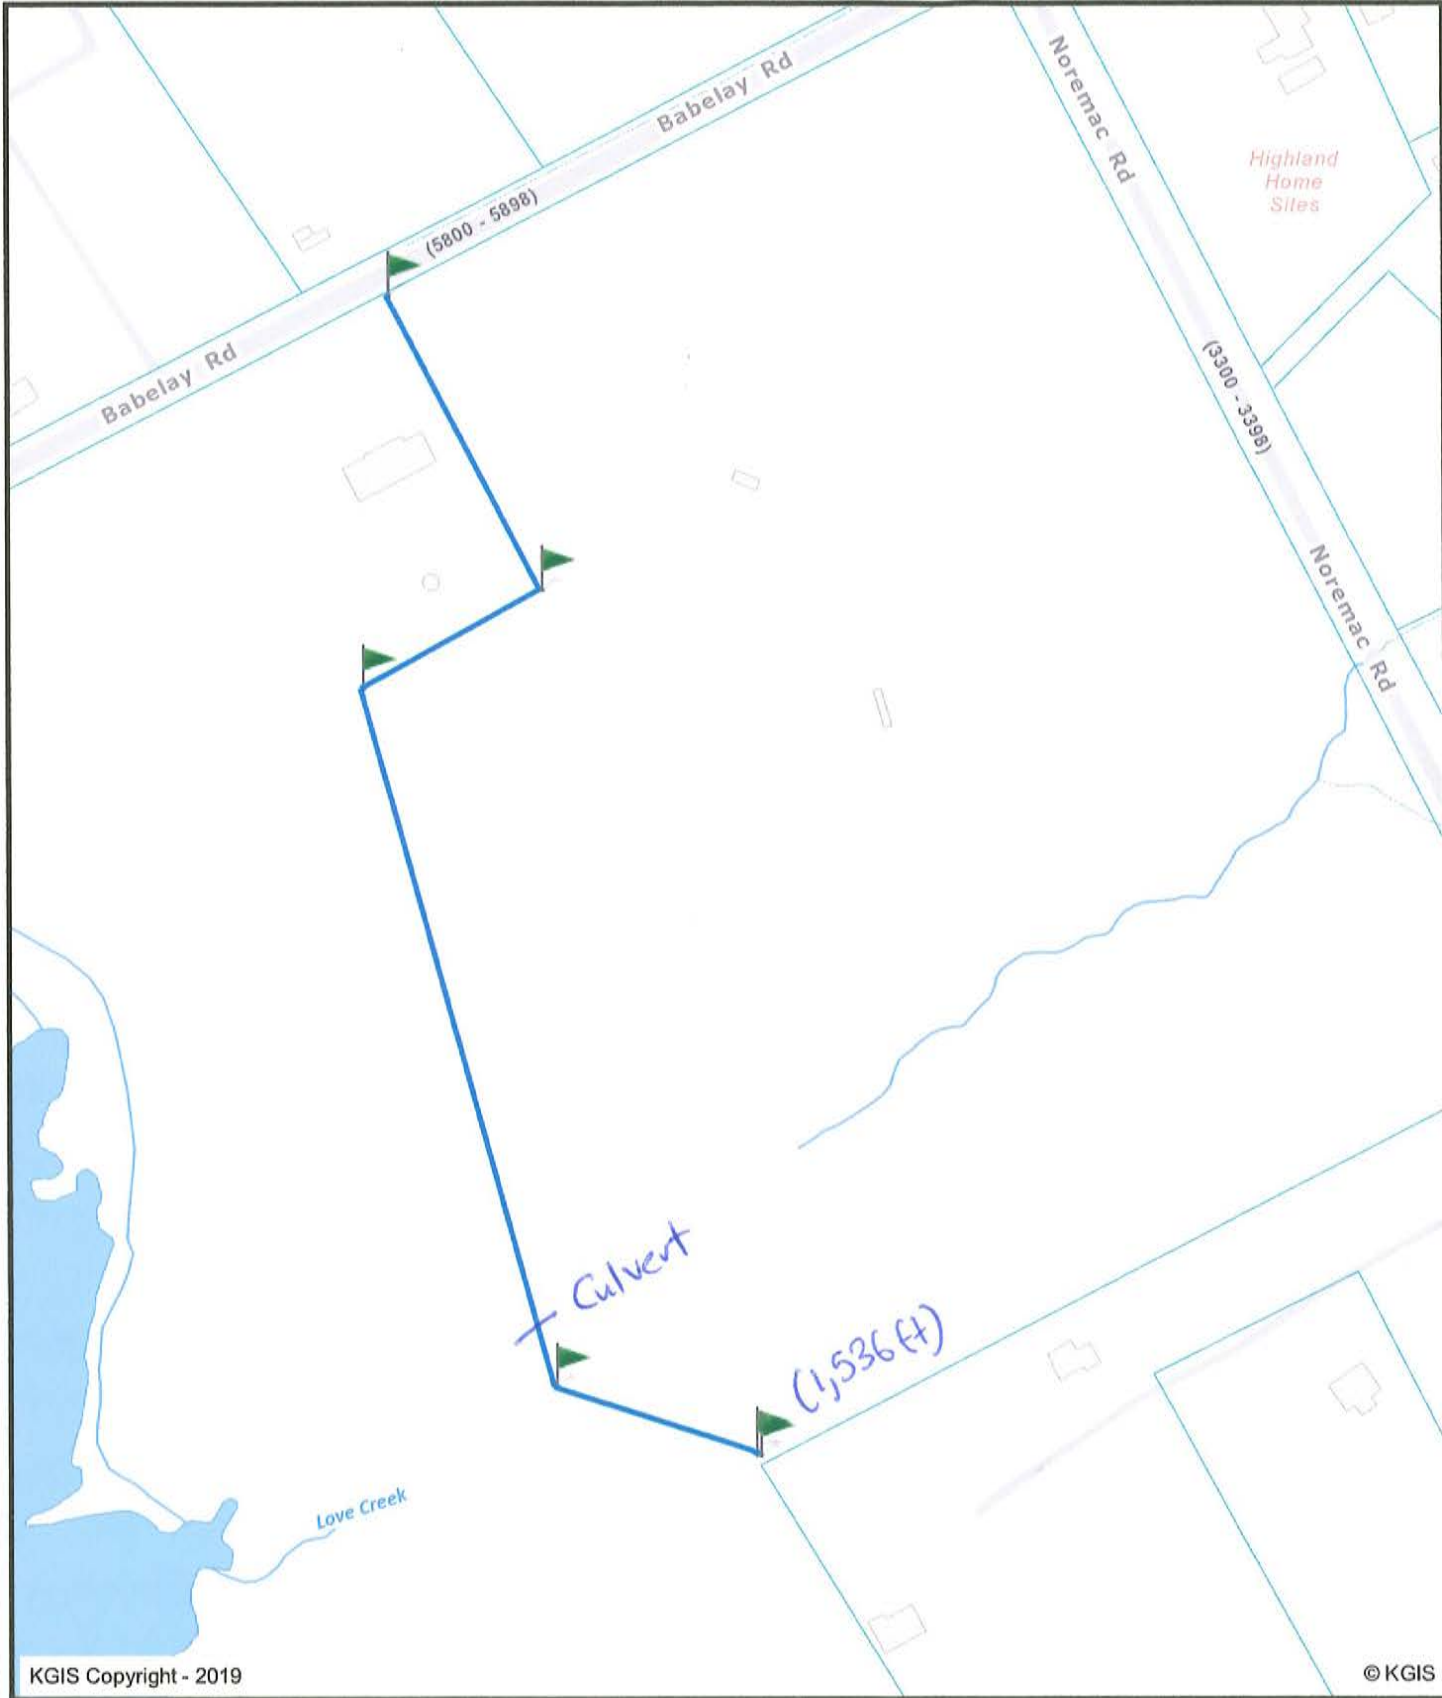 Babelay Rd
Noremac Rd
Highland
Home
Sites
(5800 - 5898)
Babelay Rd
(3300 - 3398)
Noremac Rd
Culvert
(1,536 ft)
Love Creek
KGIS Copyright - 2019
© KGIS